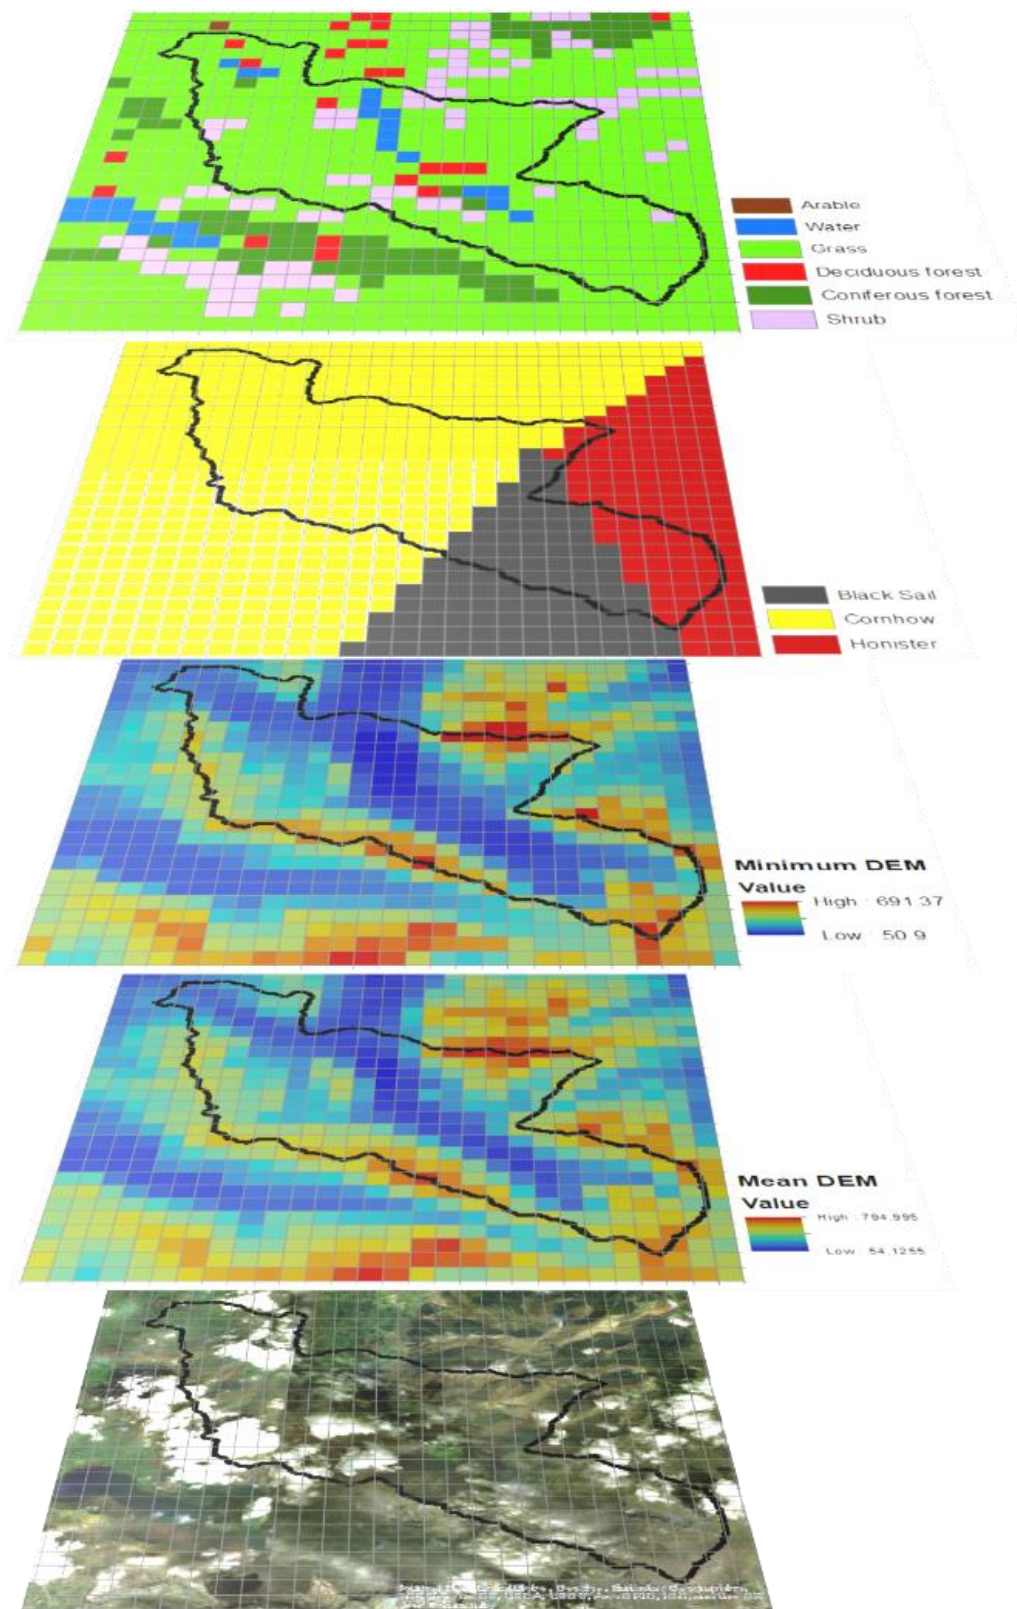 Arable
Water
Grass
Deciduous forest
Coniferous forest
Shrub
Black Sail
Cornhow
Honister
Minimum DEM
Value
High : 691.37
Low : 50.9
Mean DEM
Value
High : 794.995
Low : 54.1255